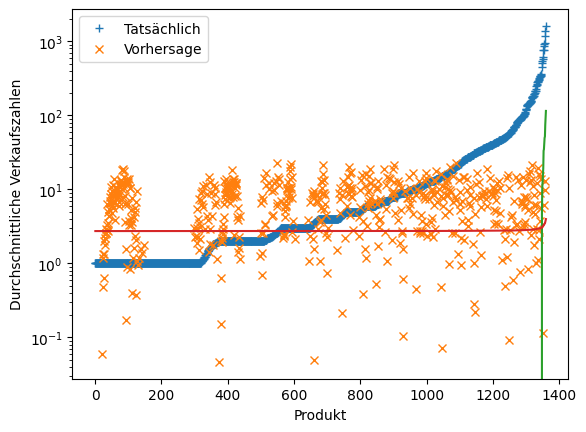 Tatsächlich
Vorhersage
Durchschnittliche Verkaufszahlen
10³
10²
10¹
10⁰
10⁻¹
0 200 400 600 800 1000 1200 1400
Produkt